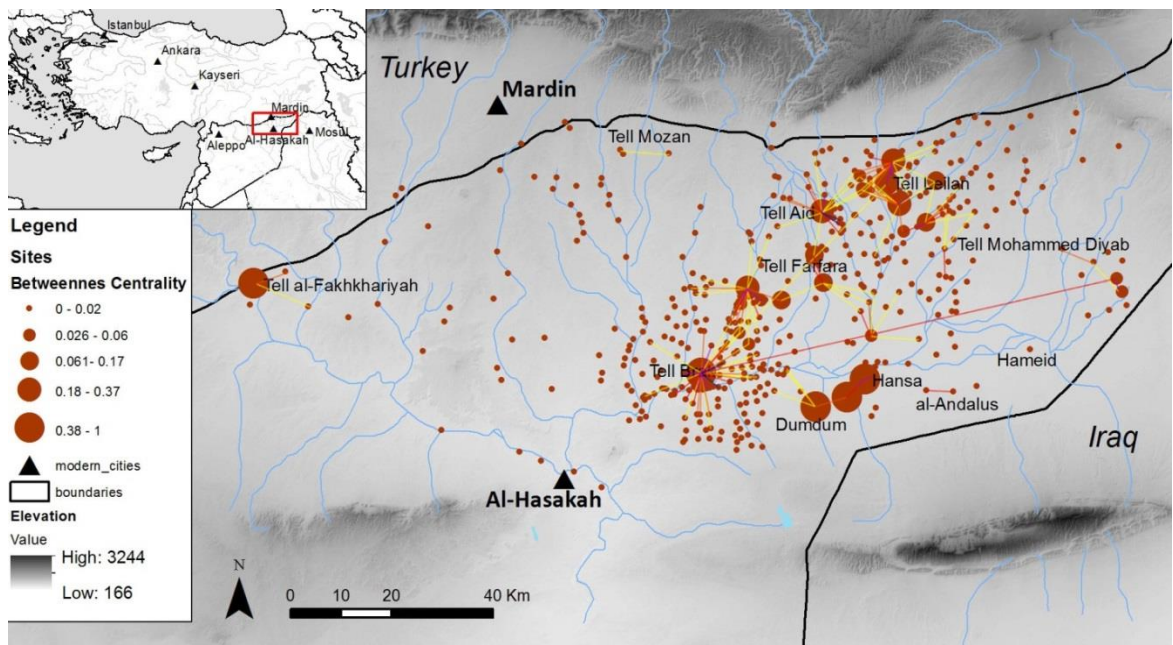 Istanbul
Ankara
Kayseri
Mardin
Aleppo
Al-Hasakah
Mosul
Turkey
Mardin
Tell Mozan
Tell Leilan
Tell Aid
Tell Mohammed Diyab
Tell Farfara
Tell al-Fakhkhariyah
Tell B
Hameid
Hansa
al-Andalus
Dumdum
Iraq
Al-Hasakah
Legend
Sites
Betweennes Centrality
0 - 0.02
0.026 - 0.06
0.061- 0.17
0.18 - 0.37
0.38 - 1
modern_cities
boundaries
Elevation
Value
High: 3244
Low: 166
N
0 10 20 40 Km